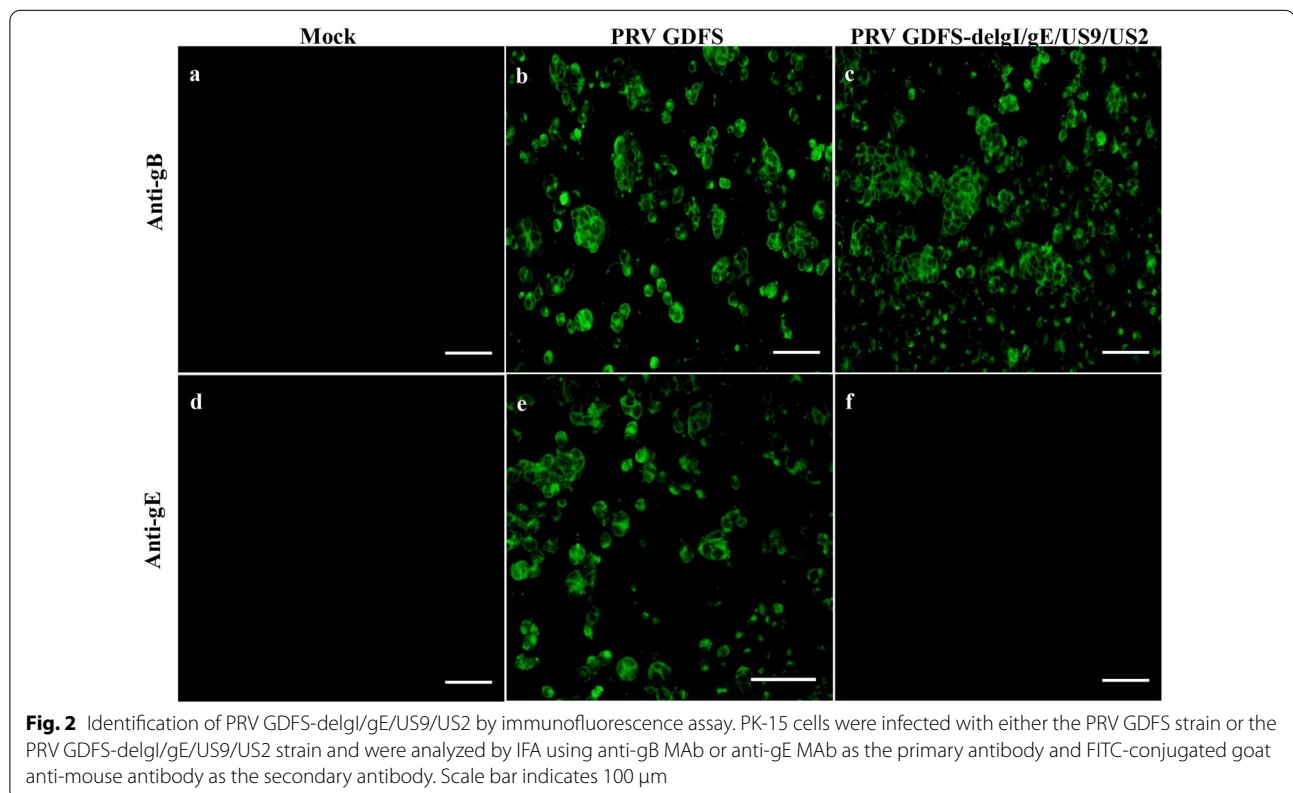 Mock
PRV GDFS
PRV GDFS-delgI/gE/US9/US2
Anti-gB
a
b
c
Anti-gE
d
e
f
Fig. 2 Identification of PRV GDFS-delgI/gE/US9/US2 by immunofluorescence assay. PK-15 cells were infected with either the PRV GDFS strain or the
PRV GDFS-delgI/gE/US9/US2 strain and were analyzed by IFA using anti-gB MAb or anti-gE MAb as the primary antibody and FITC-conjugated goat
anti-mouse antibody as the secondary antibody. Scale bar indicates 100 µm